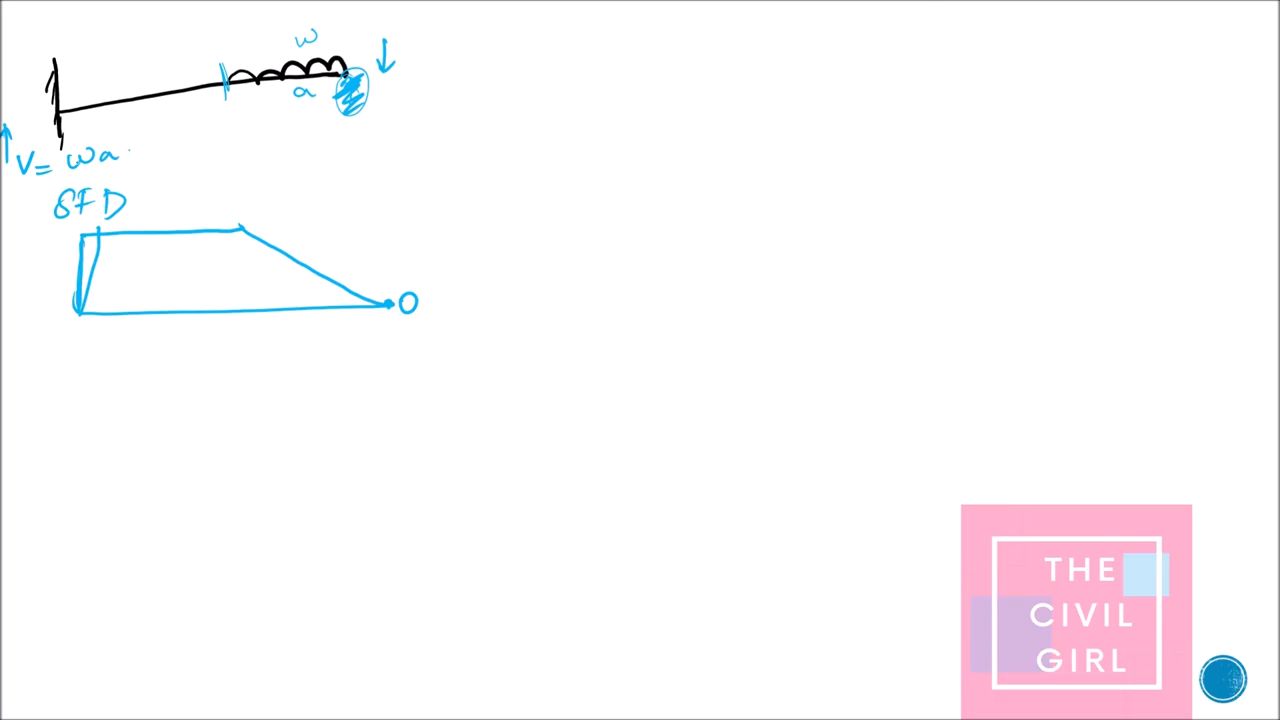 w
a
V = wa
SFD
0
THE
CIVIL
GIRL